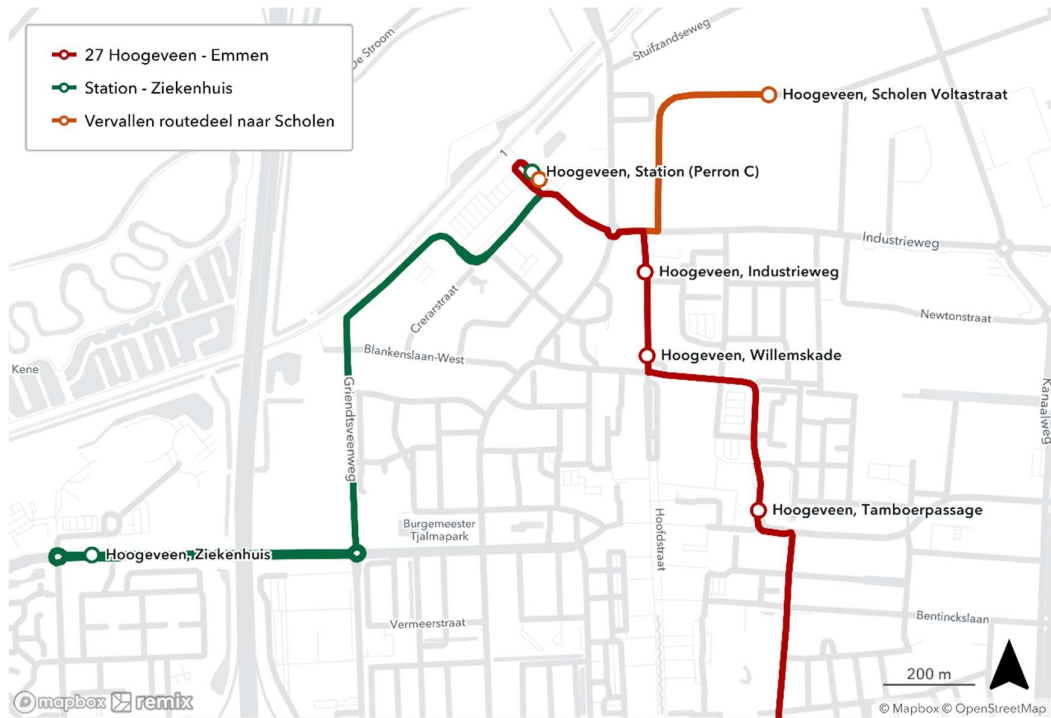 27 Hoogeveen - Emmen
Station - Ziekenhuis
Vervallen routedeel naar Scholen
De Stroom
Stuifzandseweg
Hoogeveen, Scholen Voltastraat
1
Hoogeveen, Station (Perron C)
Industrieweg
Hoogeveen, Industrieweg
Crerarstraat
Newtonstraat
Blankenslaan-West
Hoogeveen, Willemskade
Kene
Griendtsveenweg
Kanaalweg
Hoogeveen, Tamboerpassage
Burgemeester
Tjalmapark
Hoofdstraat
Hoogeveen, Ziekenhuis
Vermeerstraat
Bentinckslaan
200 m
mapbox remix
© Mapbox © OpenStreetMap